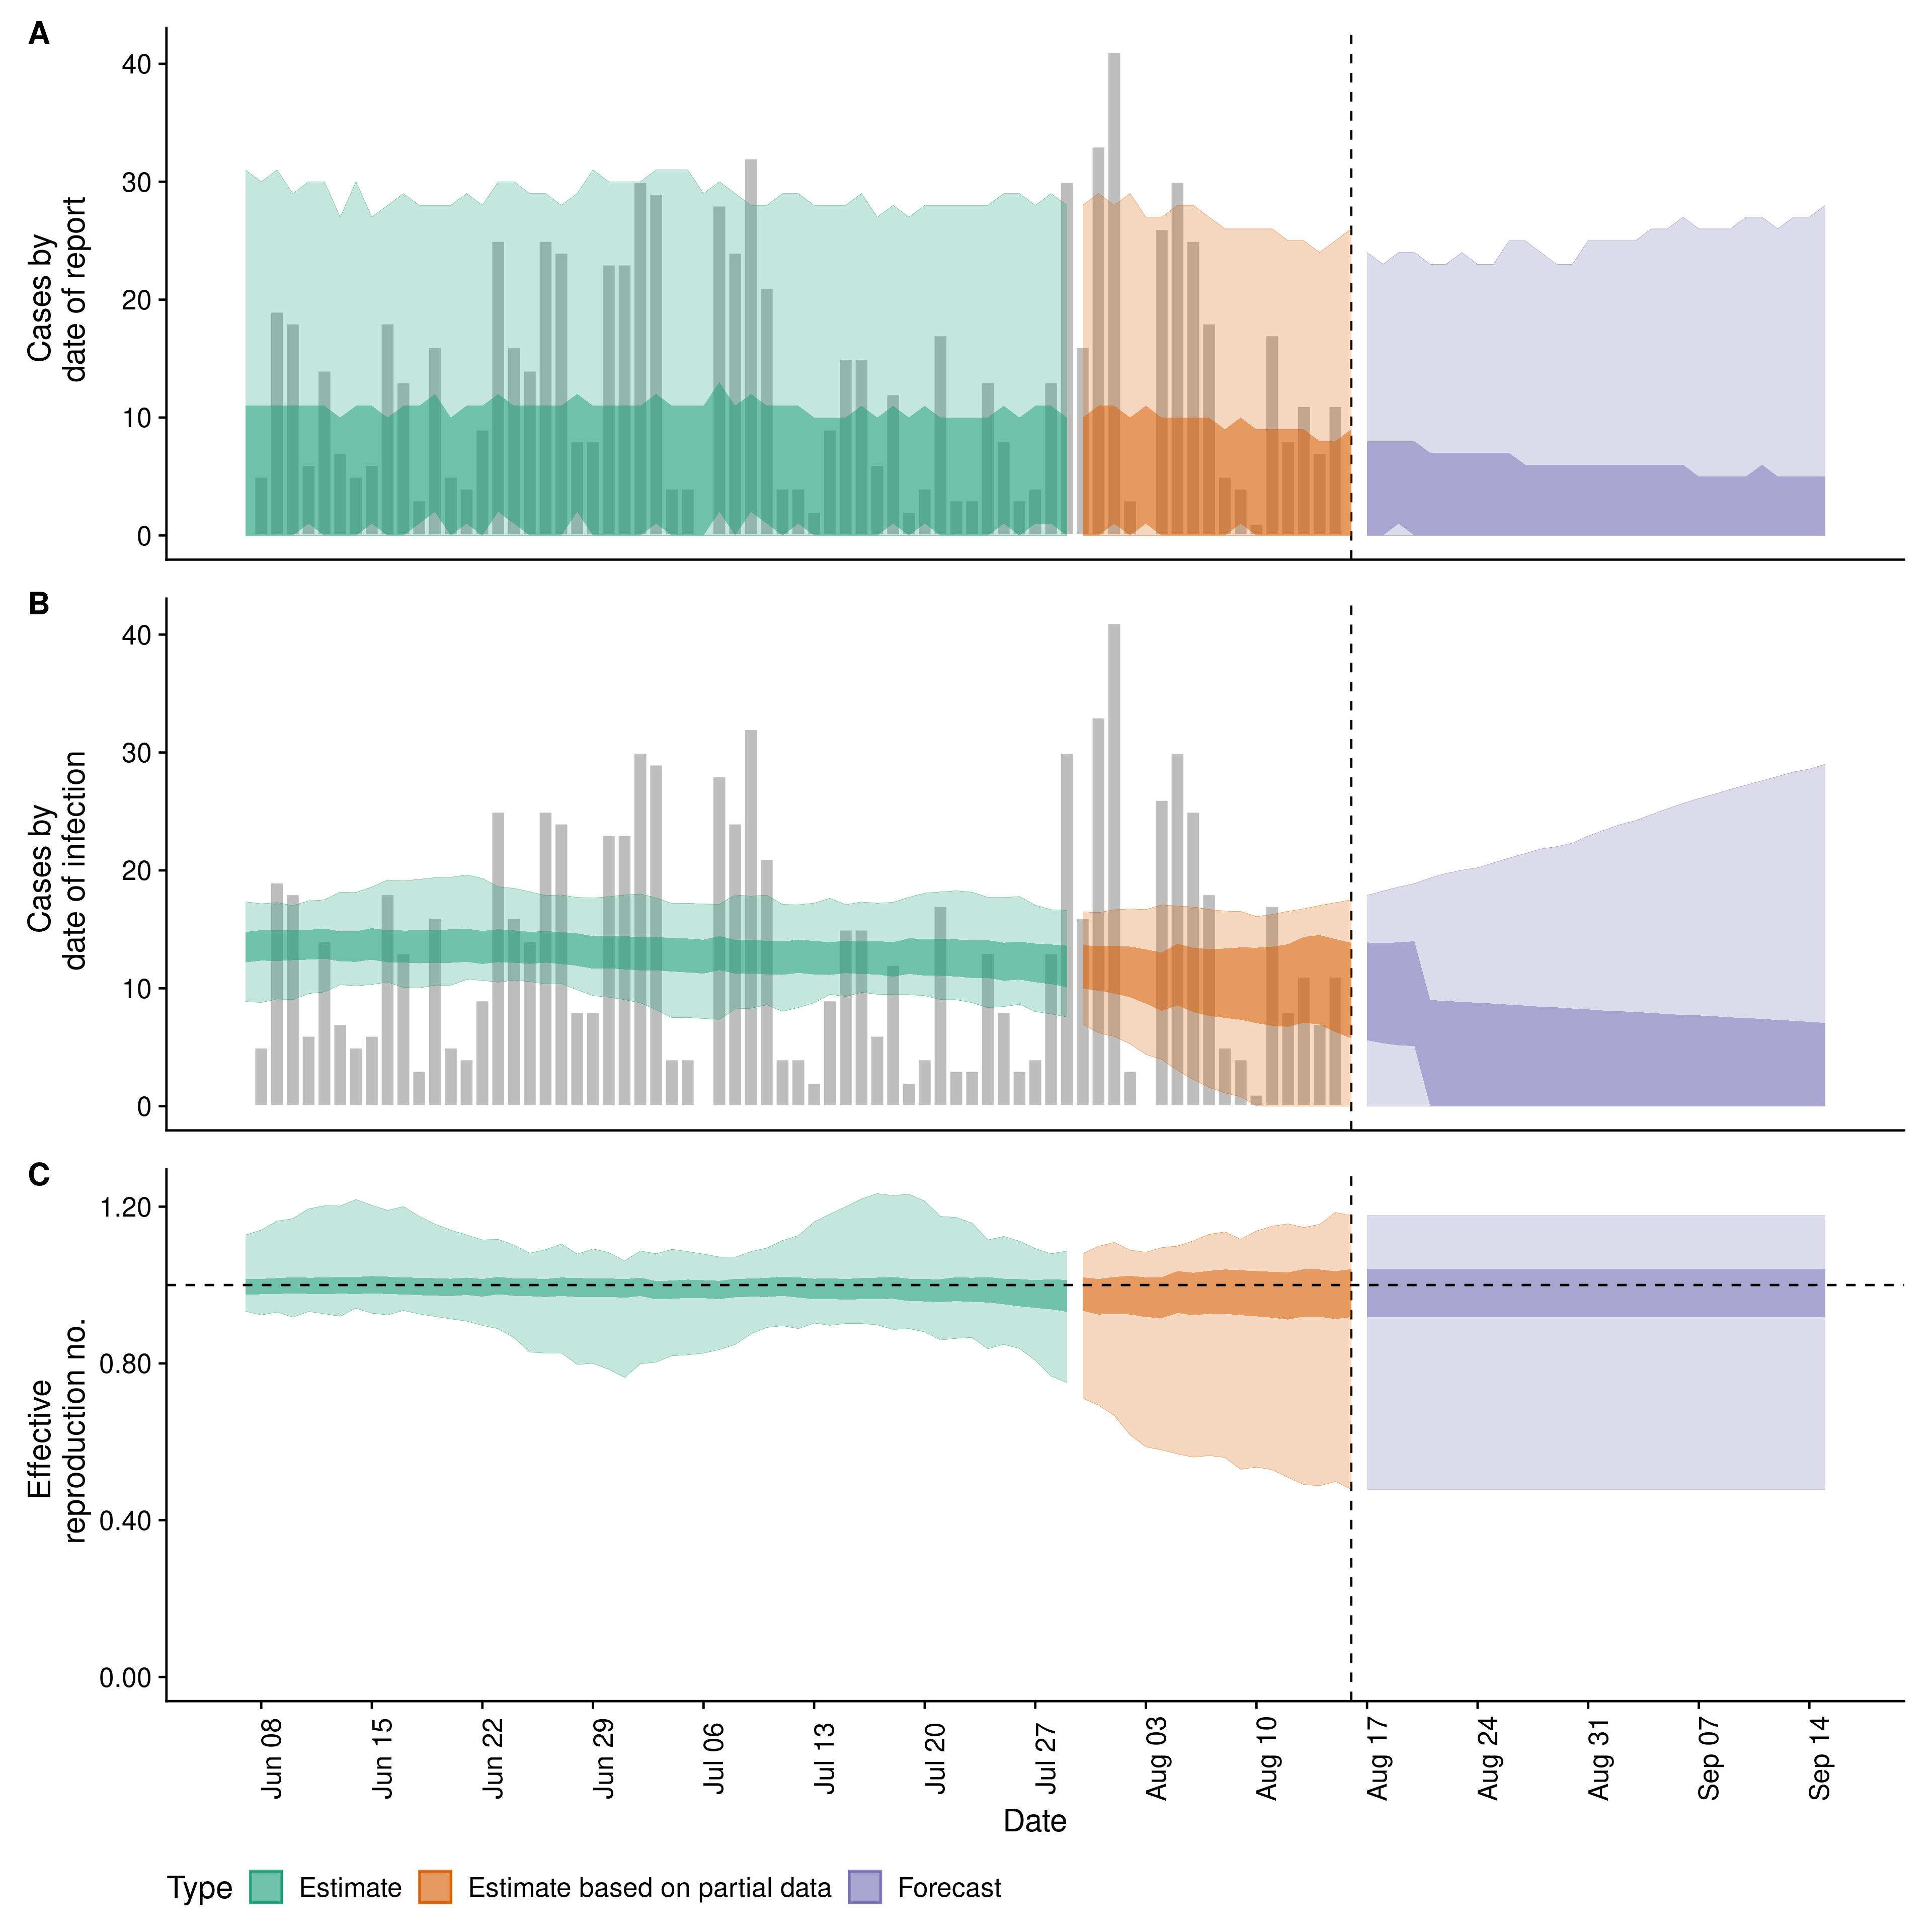 A
Cases by
date of report
40
30
20
10
0
B
Cases by
date of infection
40
30
20
10
0
C
Effective
reproduction no.
1.20
0.80
0.40
0.00
Jun 08
Jun 15
Jun 22
Jun 29
Jul 06
Jul 13
Jul 20
Jul 27
Aug 03
Aug 10
Aug 17
Aug 24
Aug 31
Sep 07
Sep 14
Date
Type Estimate Estimate based on partial data Forecast